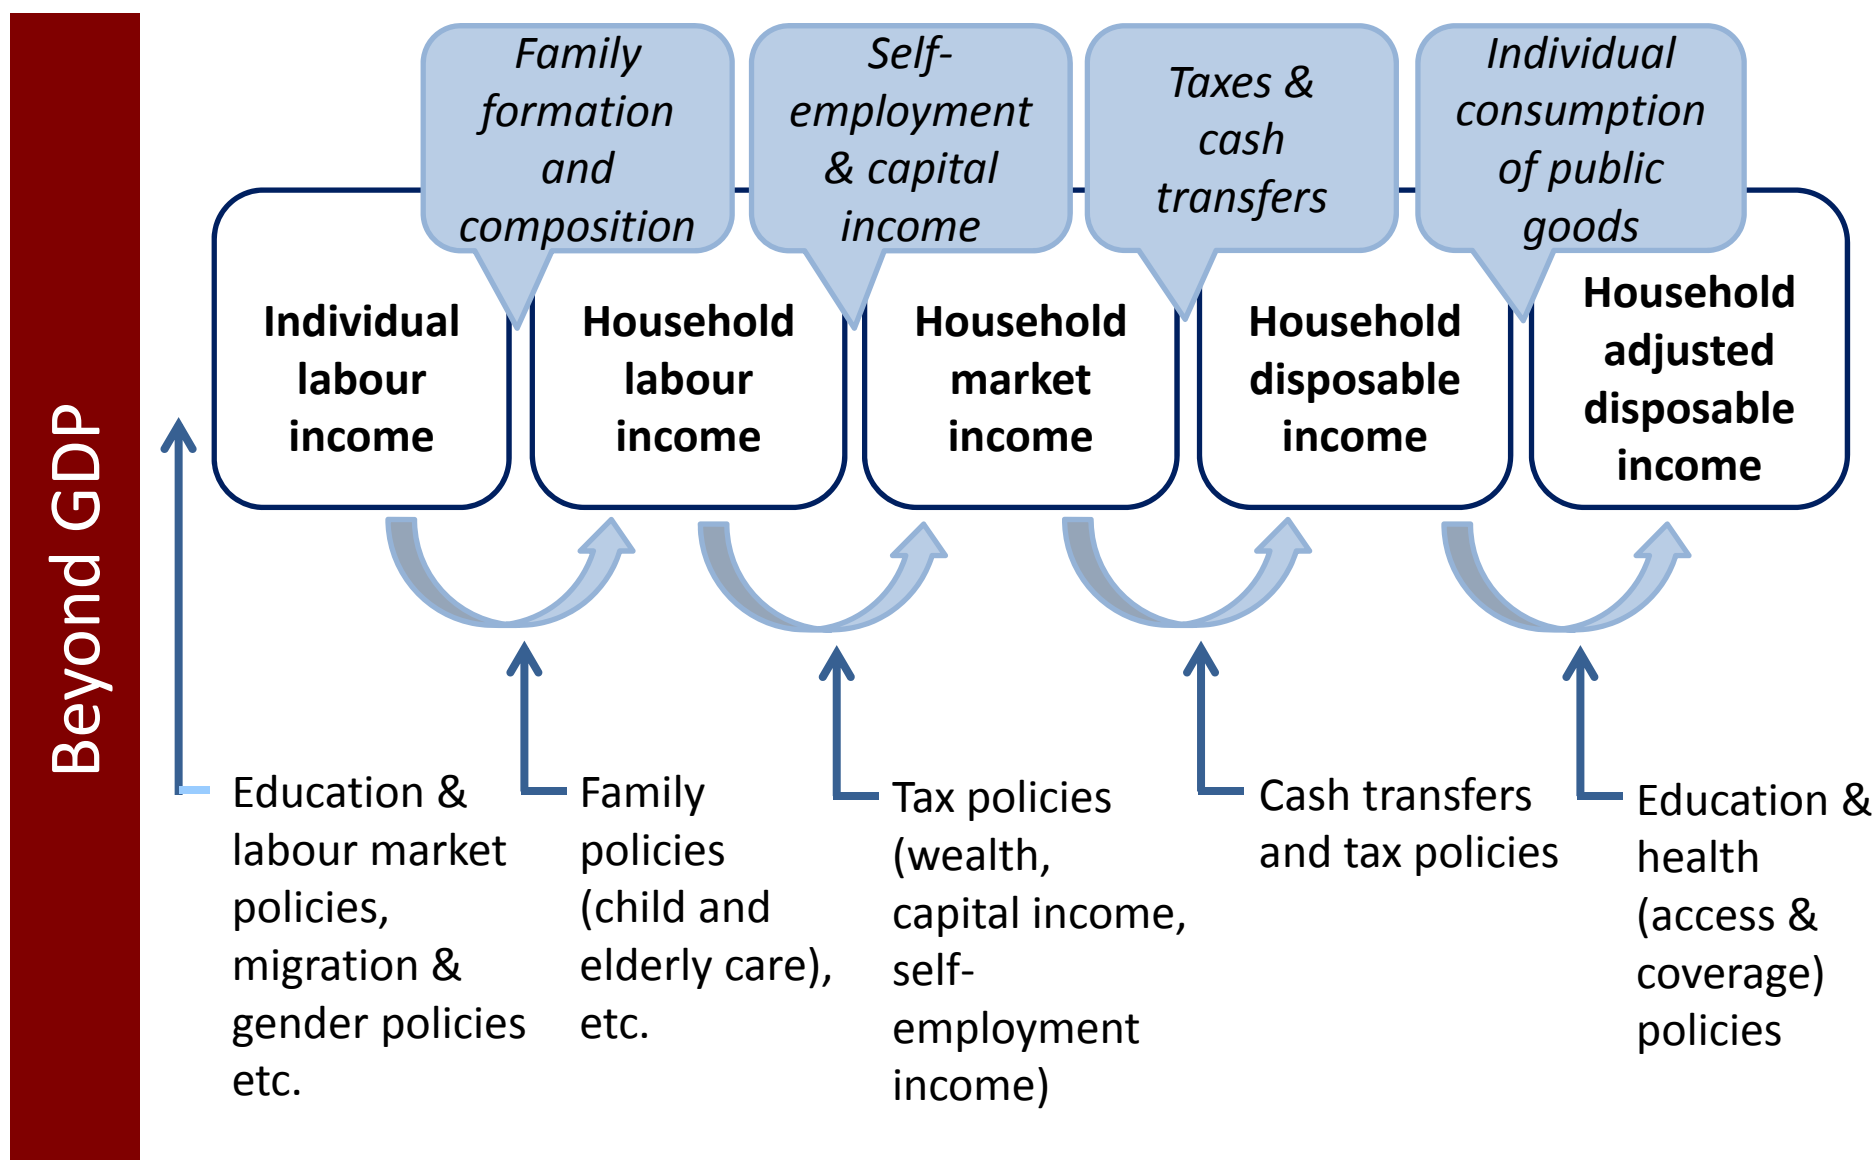 Beyond GDP
Family
formation
and
composition
Self-
employment
& capital
income
Taxes &
cash
transfers
Individual
consumption
of public
goods
Individual
labour
income
Household
labour
income
Household
market
income
Household
disposable
income
Household
adjusted
disposable
income
Education &
labour market
policies,
migration &
gender policies
etc.
Family
policies
(child and
elderly care),
etc.
Tax policies
(wealth,
capital income,
self-
employment
income)
Cash transfers
and tax policies
Education &
health
(access &
coverage)
policies